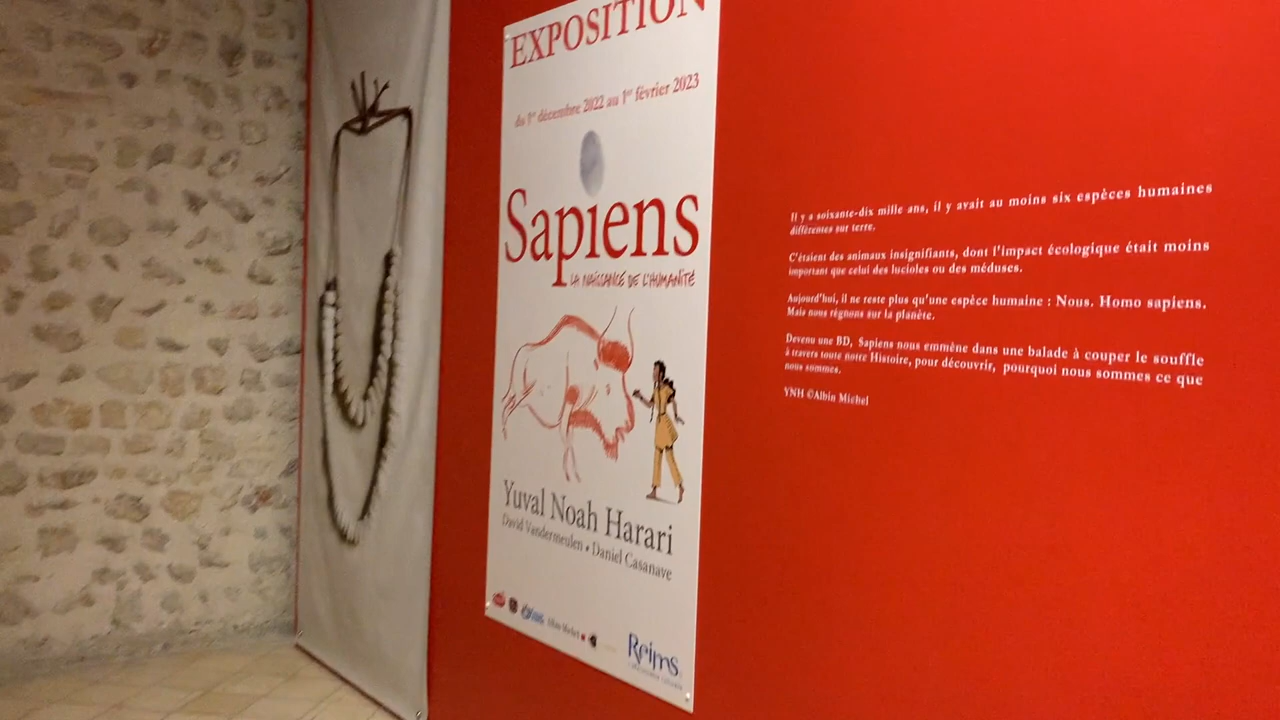 EXPOSITION
du 1er décembre 2022 au 1er février 2023
Sapiens
LA NAISSANCE DE L'HUMANITÉ
Yuval Noah Harari
David Vandermeulen • Daniel Casanave
Albin Michel
Reims
Il y a soixante-dix mille ans, il y avait au moins six espèces humaines
différentes sur terre.
C'étaient des animaux insignifiants, dont l'impact écologique était moins
important que celui des lucioles ou des méduses.
Aujourd'hui, il ne reste plus qu'une espèce humaine : Nous. Homo sapiens.
Mais nous règnons sur la planète.
Devenu une BD, Sapiens nous emmène dans une balade à couper le souffle
à travers toute notre Histoire, pour découvrir, pourquoi nous sommes ce que
nous sommes.
YNH ©Albin Michel